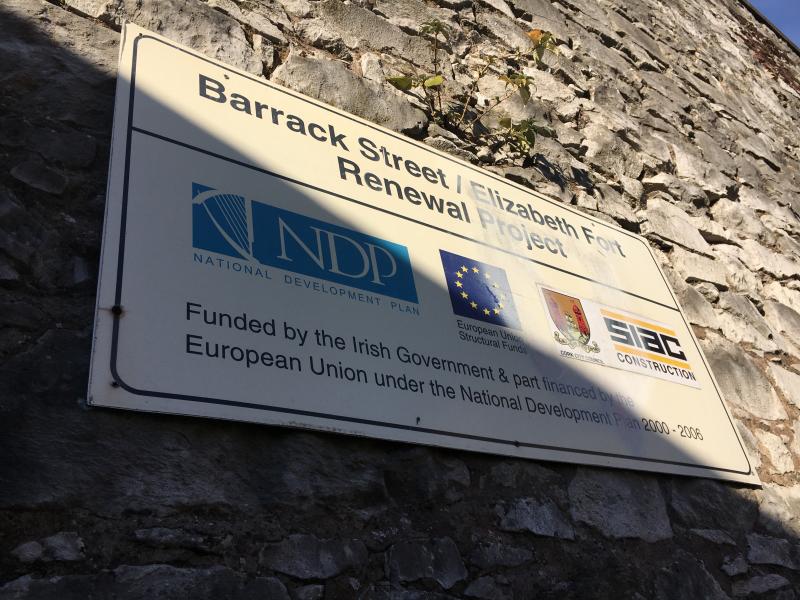 Barrack Street / Elizabeth Fort
Renewal Project
NDP
NATIONAL DEVELOPMENT PLAN
European Union
Structural Funds
CORK CITY COUNCIL
SIAC
CONSTRUCTION
Funded by the Irish Government & part financed by the
European Union under the National Development Plan 2000 - 2006